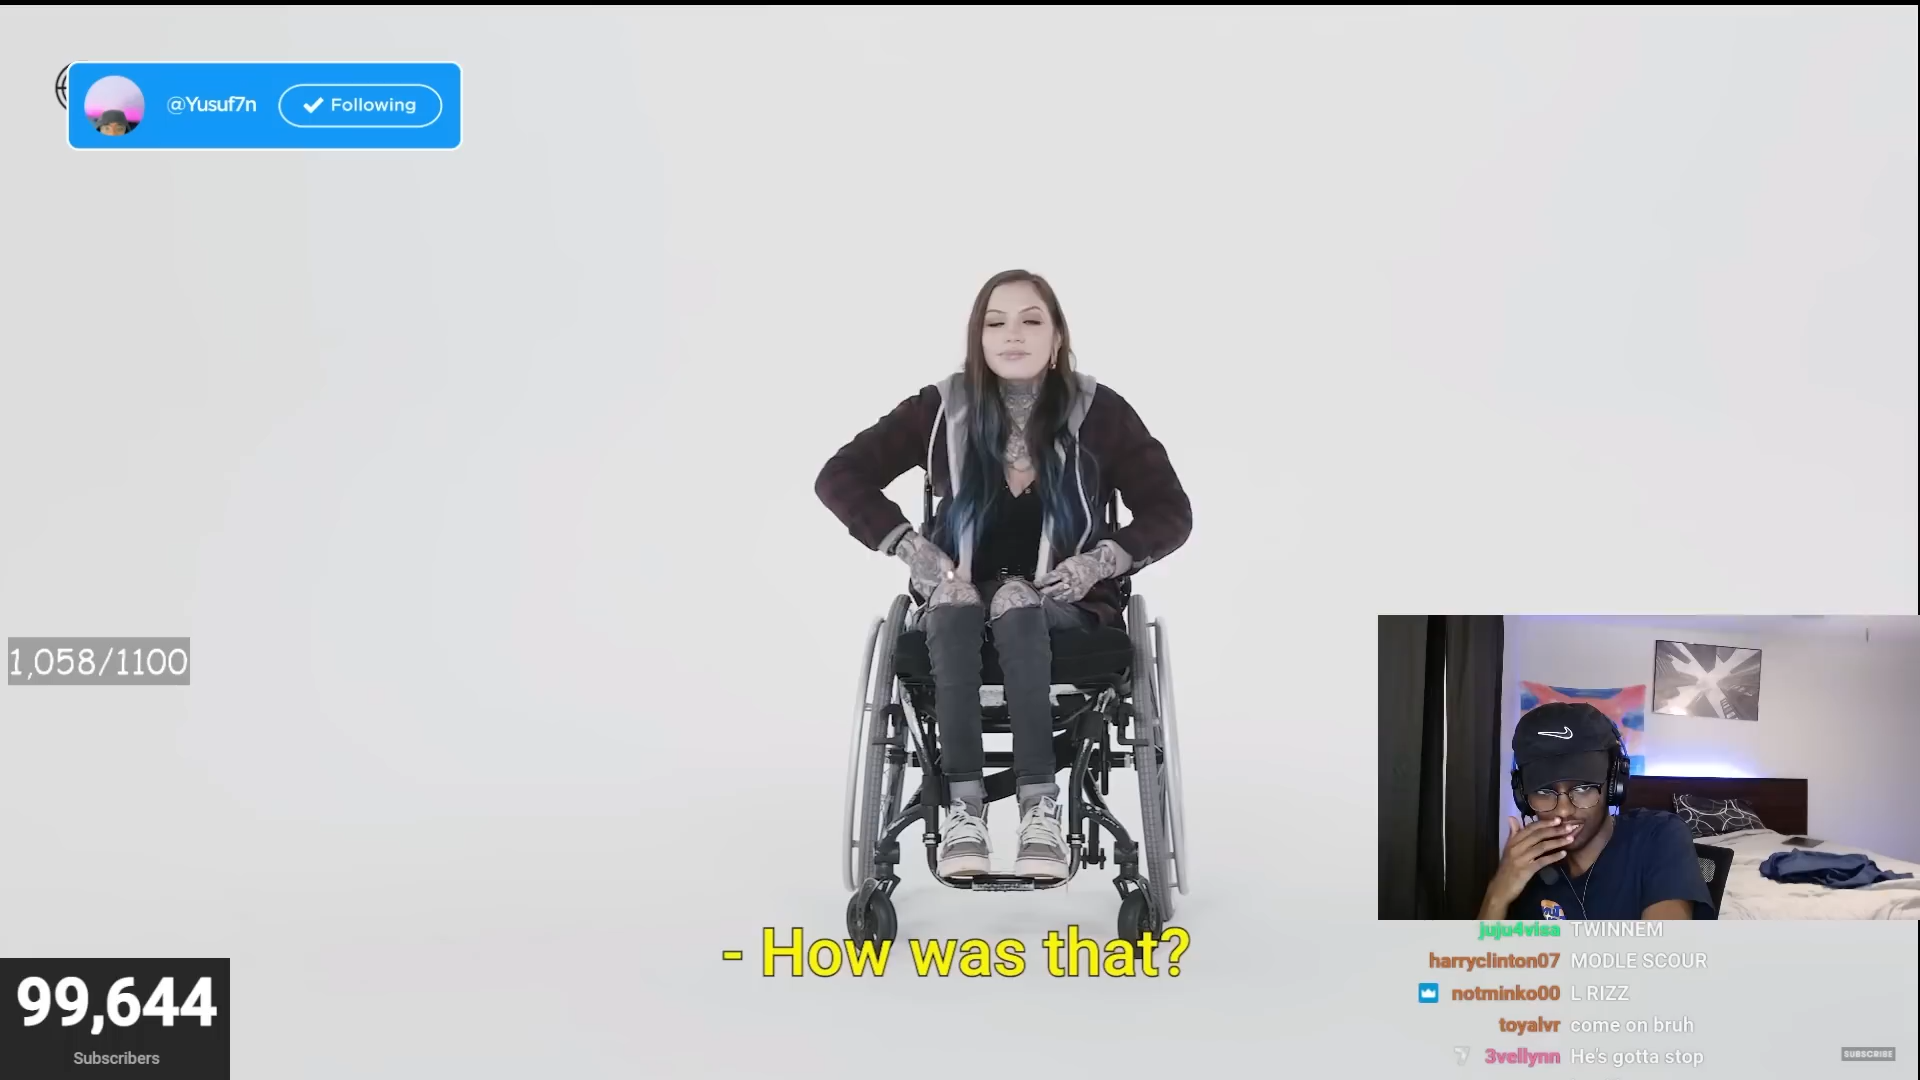 @Yusuf7n
Following
1,058/1100
- How was that?
99,644
Subscribers
juju4visa TWINNEM
harryclinton07 MODLE SCOUR
notminko00 L RIZZ
toyalvr come on bruh
3vellynn He's gotta stop
SUBSCRIBE